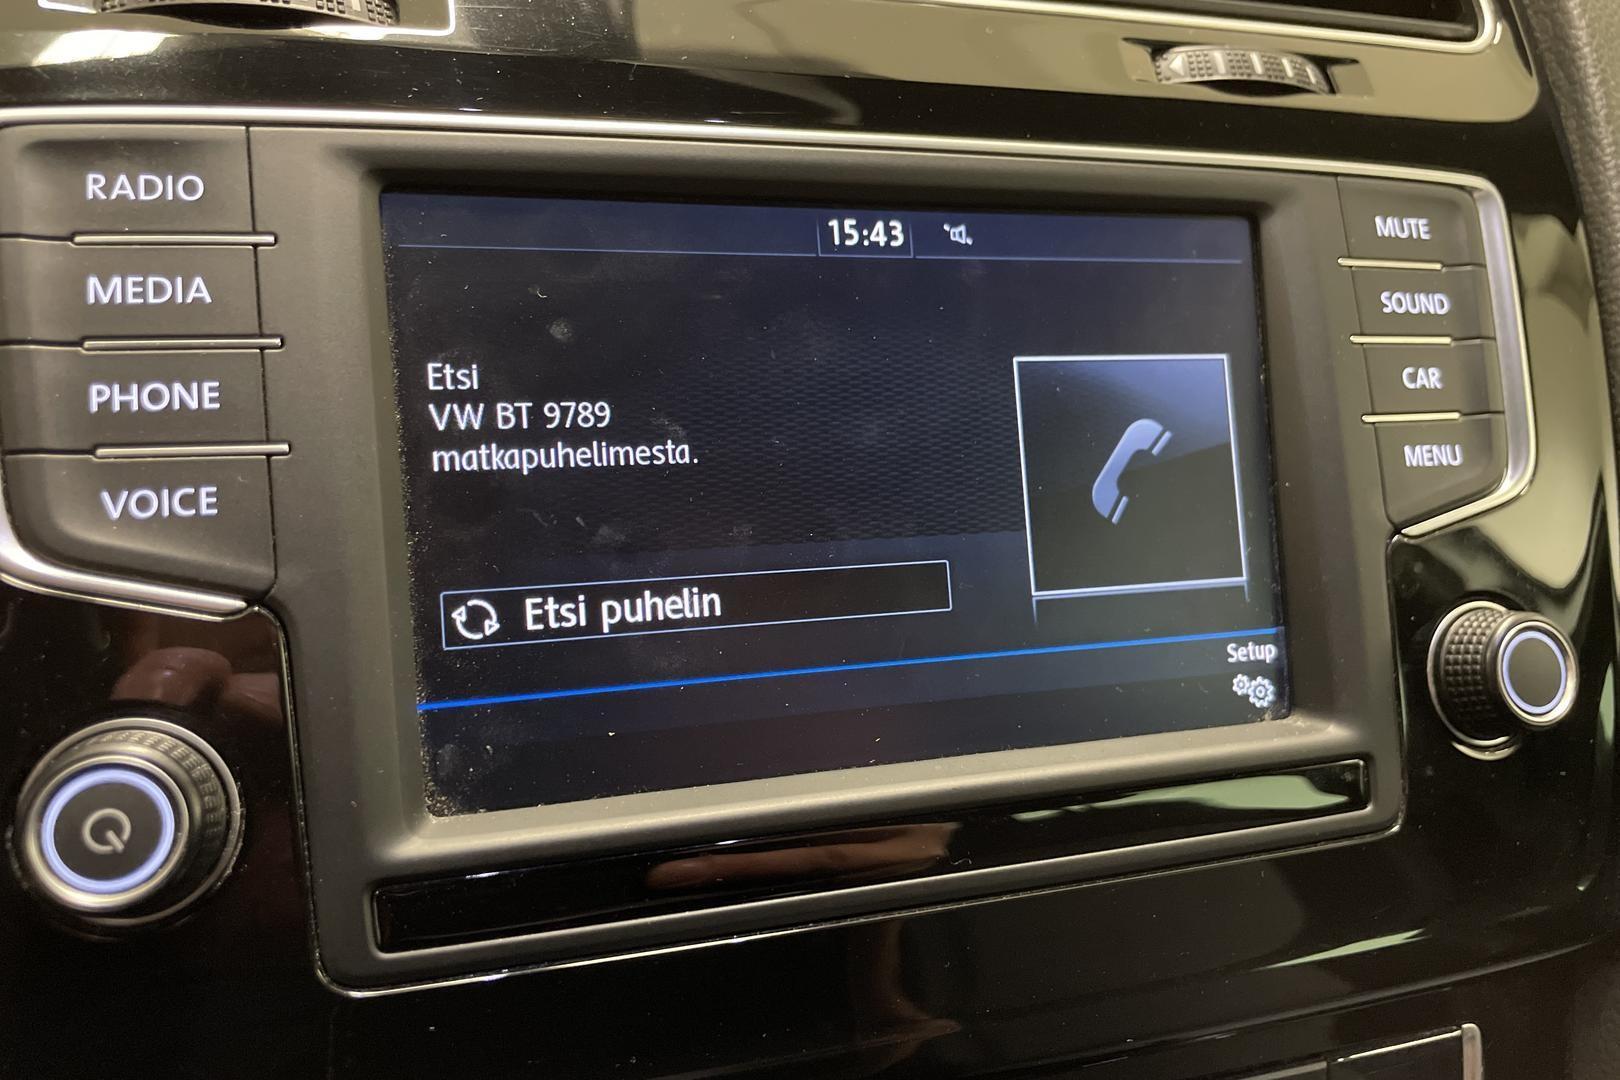 RADIO
MEDIA
PHONE
VOICE
15:43
Etsi
VW BT 9789
matkapuhelimesta.
Etsi puhelin
Setup
MUTE
SOUND
CAR
MENU